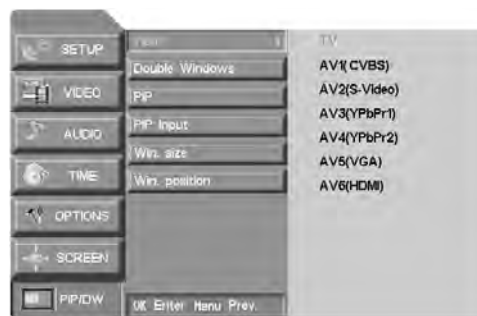 SETUP
VIDEO
AUDIO
TIME
OPTIONS
SCREEN
PIP/DW
Input
Double Windows
PIP
PIP Input
Win. size
Win. position
OK Enter Menu Prev.
TV
AV1(CVBS)
AV2(S-Video)
AV3(YPbPr1)
AV4(YPbPr2)
AV5(VGA)
AV6(HDMI)